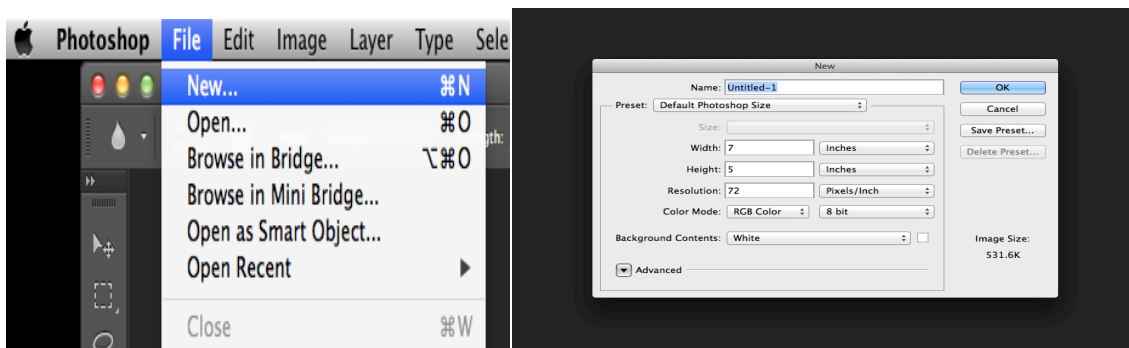 Photoshop File Edit Image Layer Type Sele
New... ⌘N
Open... ⌘O
Browse in Bridge... ⌥⌘O
gth:
Browse in Mini Bridge...
Open as Smart Object...
Open Recent
Close ⌘W
New
Name: Untitled-1
OK
Preset: Default Photoshop Size
Cancel
Size:
Save Preset...
Width: 7 Inches
Delete Preset...
Height: 5 Inches
Resolution: 72 Pixels/Inch
Color Mode: RGB Color 8 bit
Background Contents: White
Image Size:
531.6K
Advanced